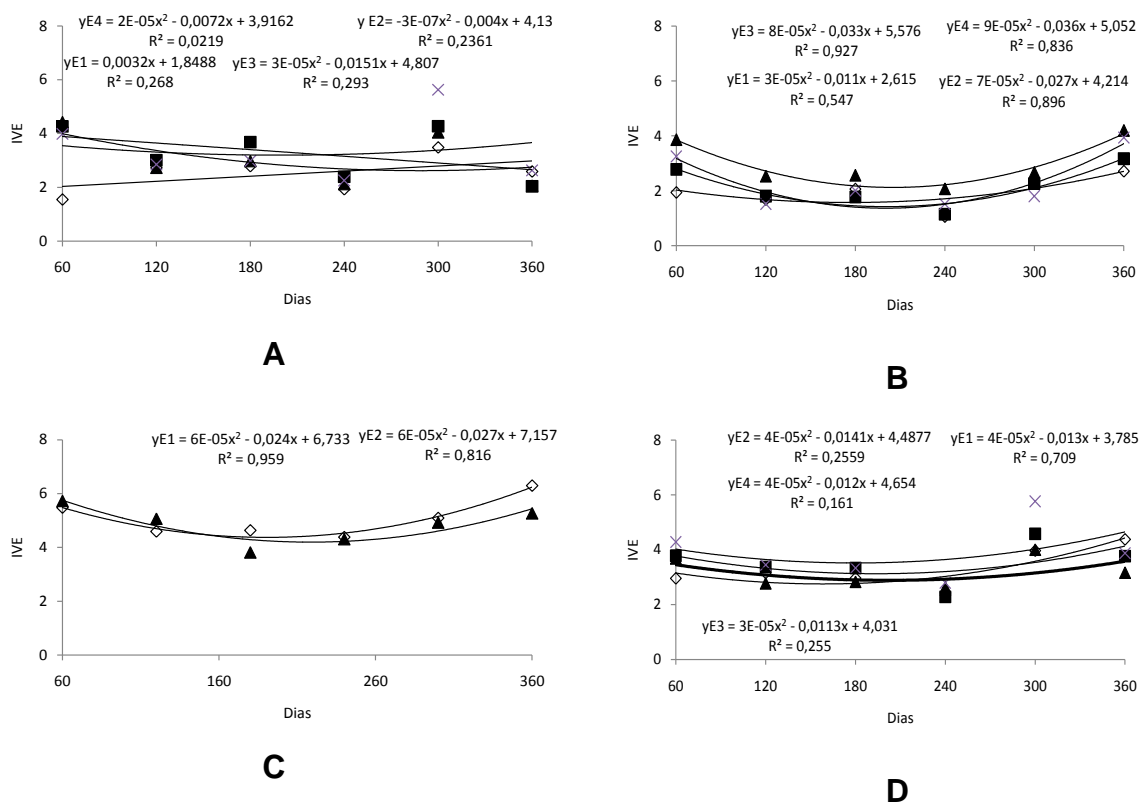 yE4 = 2E-05x² - 0,0072x + 3,9162
R² = 0,0219
y E2= -3E-07x² - 0,004x + 4,13
R² = 0,2361
yE1 = 0,0032x + 1,8488
R² = 0,268
yE3 = 3E-05x² - 0,0151x + 4,807
R² = 0,293
8
6
4
2
0
IVE
60 120 180 240 300 360
Dias
A
yE3 = 8E-05x² - 0,033x + 5,576
R² = 0,927
yE4 = 9E-05x² - 0,036x + 5,052
R² = 0,836
yE1 = 3E-05x² - 0,011x + 2,615
R² = 0,547
yE2 = 7E-05x² - 0,027x + 4,214
R² = 0,896
8
6
4
2
0
IVE
60 120 180 240 300 360
Dias
B
yE1 = 6E-05x² - 0,024x + 6,733
R² = 0,959
yE2 = 6E-05x² - 0,027x + 7,157
R² = 0,816
8
6
4
2
0
IVE
60 160 260 360
Dias
C
yE2 = 4E-05x² - 0,0141x + 4,4877
R² = 0,2559
yE1 = 4E-05x² - 0,013x + 3,785
R² = 0,709
yE4 = 4E-05x² - 0,012x + 4,654
R² = 0,161
yE3 = 3E-05x² - 0,0113x + 4,031
R² = 0,255
8
6
4
2
0
IVE
60 120 180 240 300 360
Dias
D